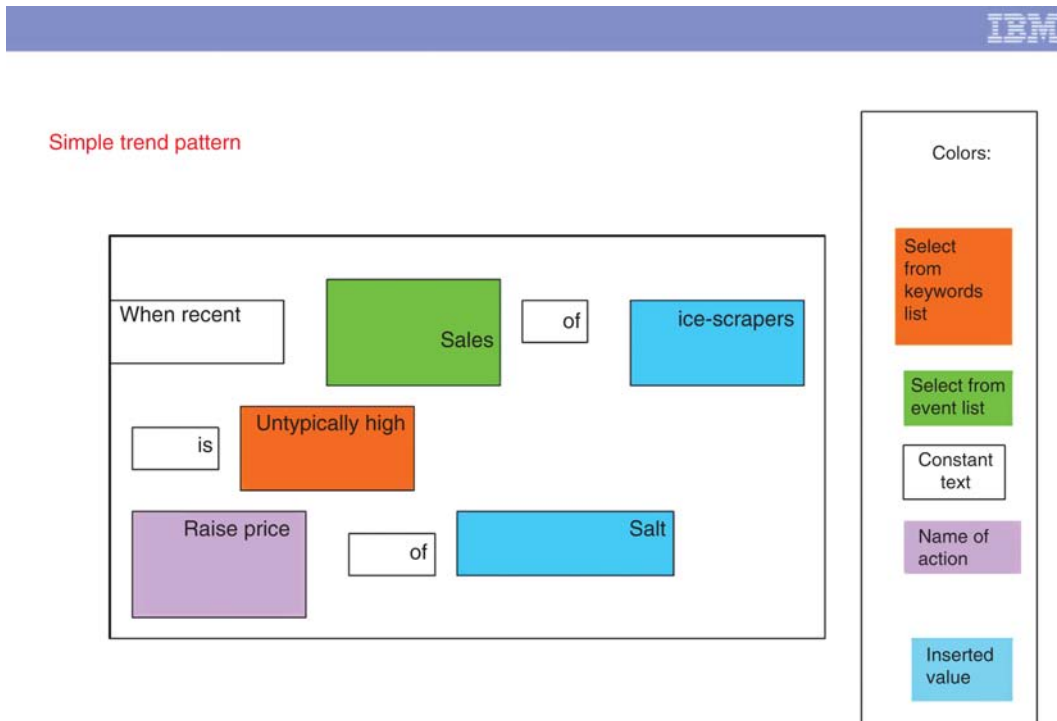 IBM
Simple trend pattern
When recent
Sales
of
ice-scrapers
is
Untypically high
Raise price
of
Salt
Colors:
Select
from
keywords
list
Select from
event list
Constant
text
Name of
action
Inserted
value